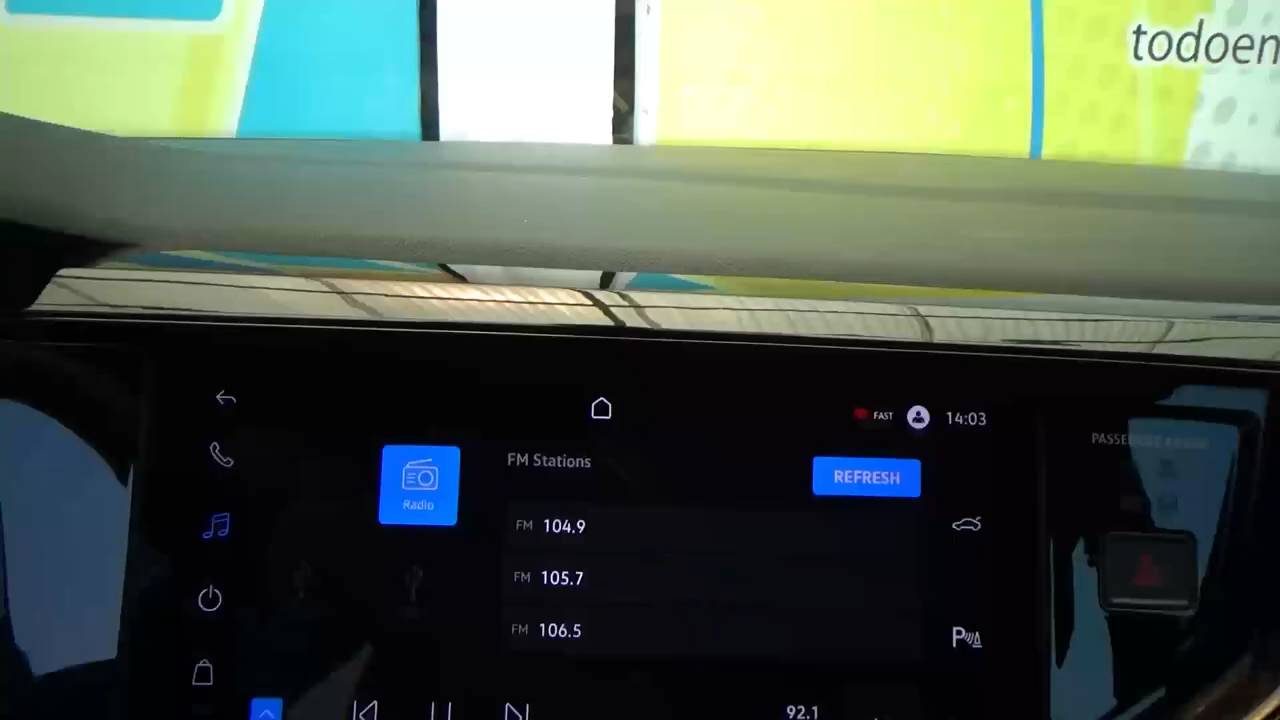 todoen
FAST
14:03
FM Stations
REFRESH
Radio
FM 104.9
FM 105.7
FM 106.5
92.1